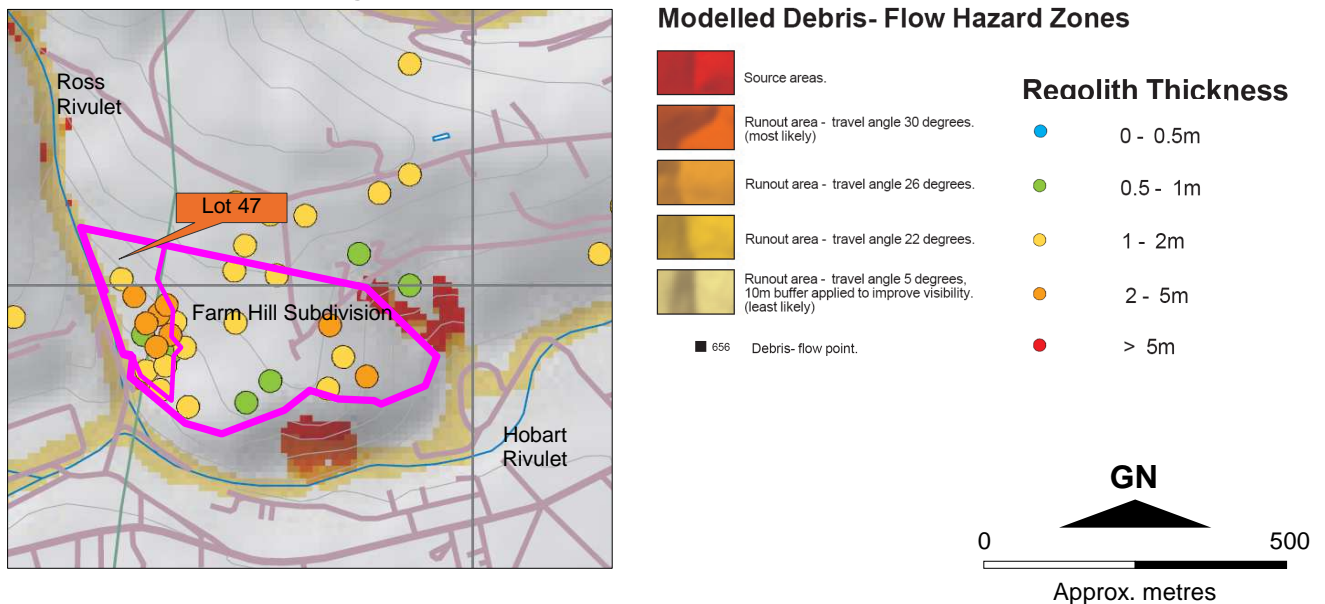 Ross
Rivulet
Lot 47
Farm Hill Subdivision
Hobart
Rivulet
Modelled Debris- Flow Hazard Zones
Source areas.
Runout area - travel angle 30 degrees.
(most likely)
Runout area - travel angle 26 degrees.
Runout area - travel angle 22 degrees.
Runout area - travel angle 5 degrees,
10m buffer applied to improve visibility.
(least likely)
656 Debris- flow point.
Regolith Thickness
0 - 0.5m
0.5 - 1m
1 - 2m
2 - 5m
> 5m
GN
0 500
Approx. metres